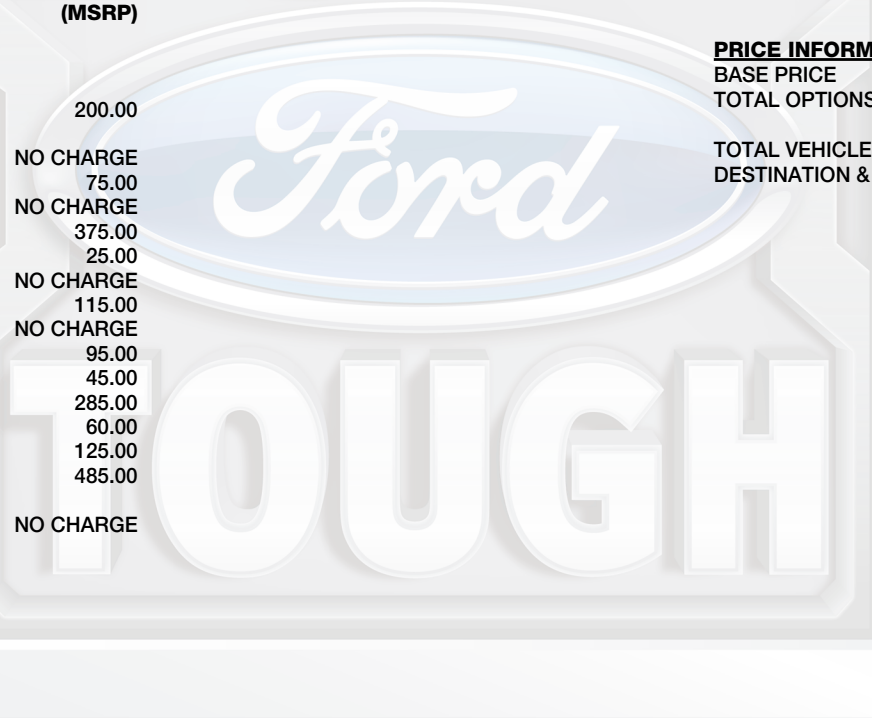 (MSRP)
200.00
NO CHARGE
75.00
NO CHARGE
375.00
25.00
NO CHARGE
115.00
NO CHARGE
95.00
45.00
285.00
60.00
125.00
485.00
NO CHARGE
PRICE INFORM
BASE PRICE
TOTAL OPTIONS
TOTAL VEHICLE
DESTINATION &
Ford
TOUGH